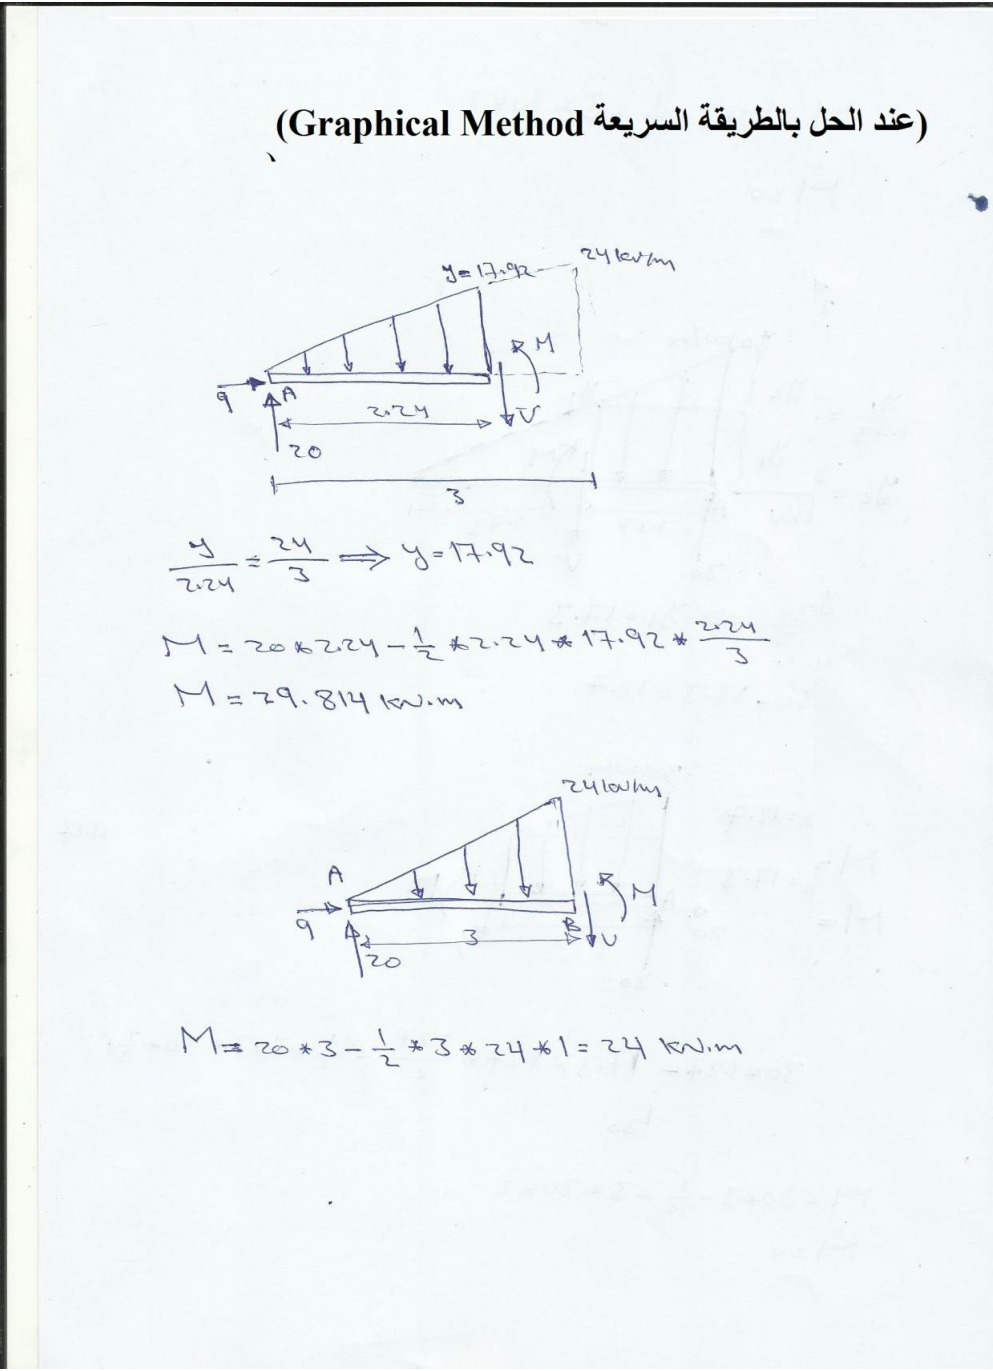 (عند الحل بالطريقة السريعة Graphical Method)
24 kN/m
y = 17.92
M
9
A
2.24
V
20
3
y/2.24 = 24/3 ⟹ y = 17.92
M = 20 * 2.24 - 1/2 * 2.24 * 17.92 * 2.24/3
M = 29.814 kN.m
24 kN/m
A
M
9
B
3
V
20
M = 20 * 3 - 1/2 * 3 * 24 * 1 = 24 kN.m